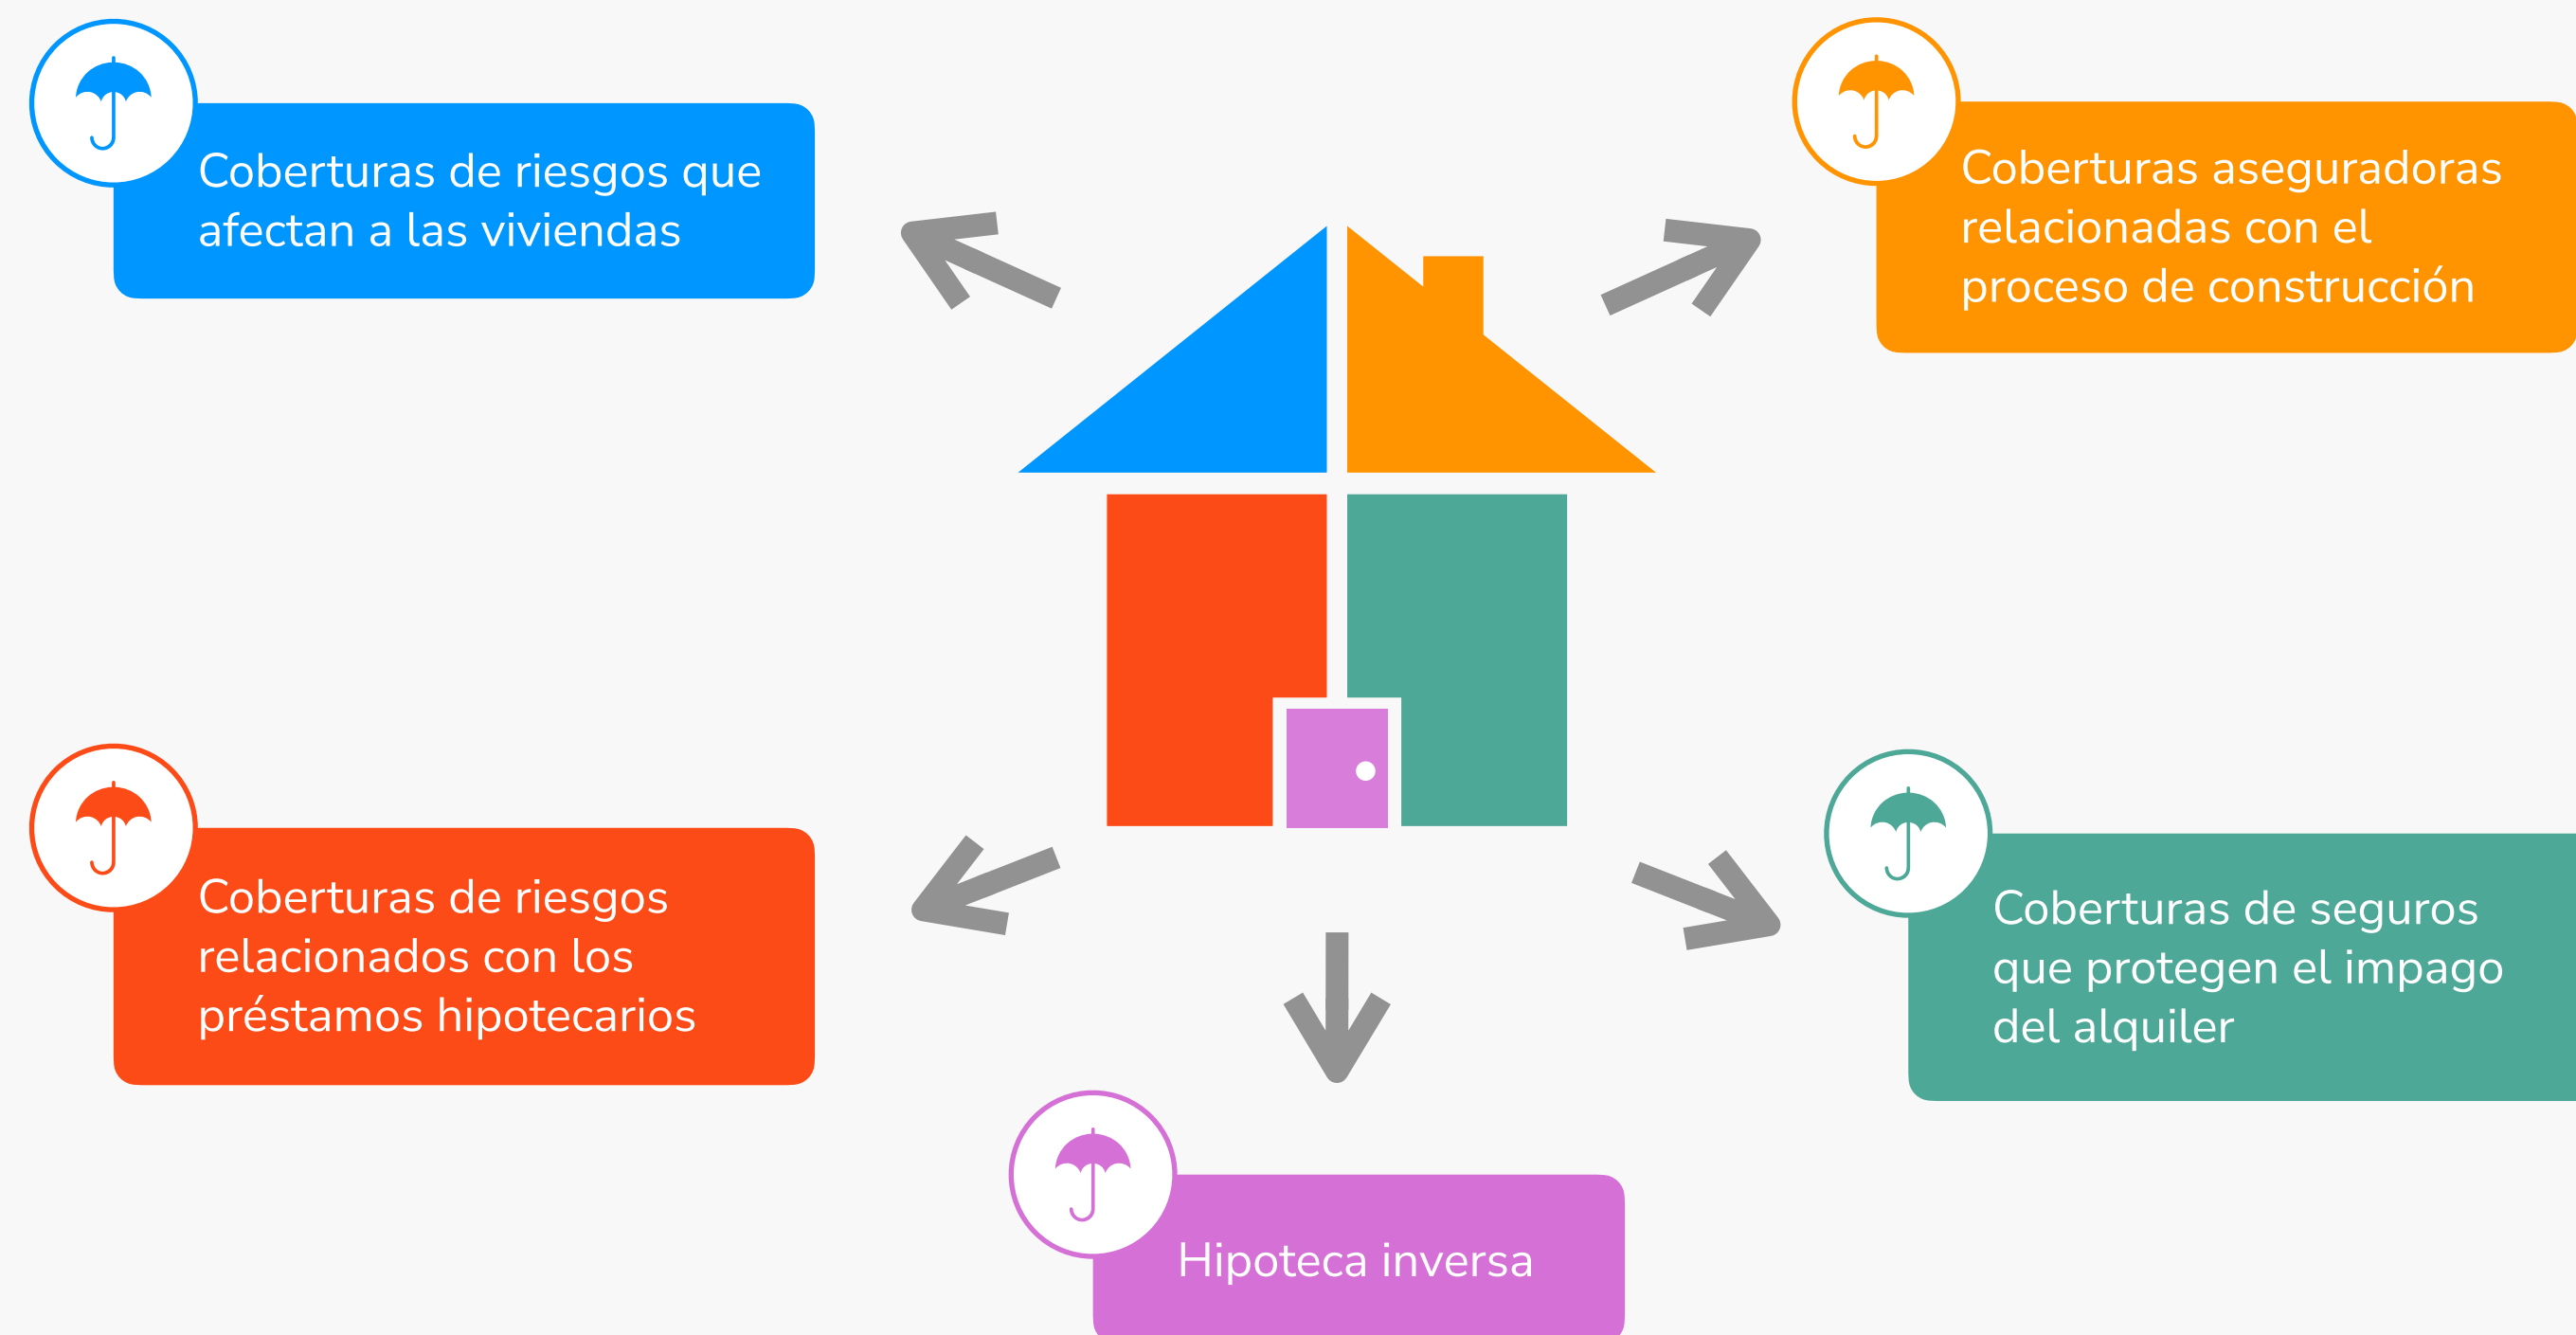 Coberturas de riesgos que
afectan a las viviendas
Coberturas aseguradoras
relacionadas con el
proceso de construcción
Coberturas de riesgos
relacionados con los
préstamos hipotecarios
Coberturas de seguros
que protegen el impago
del alquiler
Hipoteca inversa